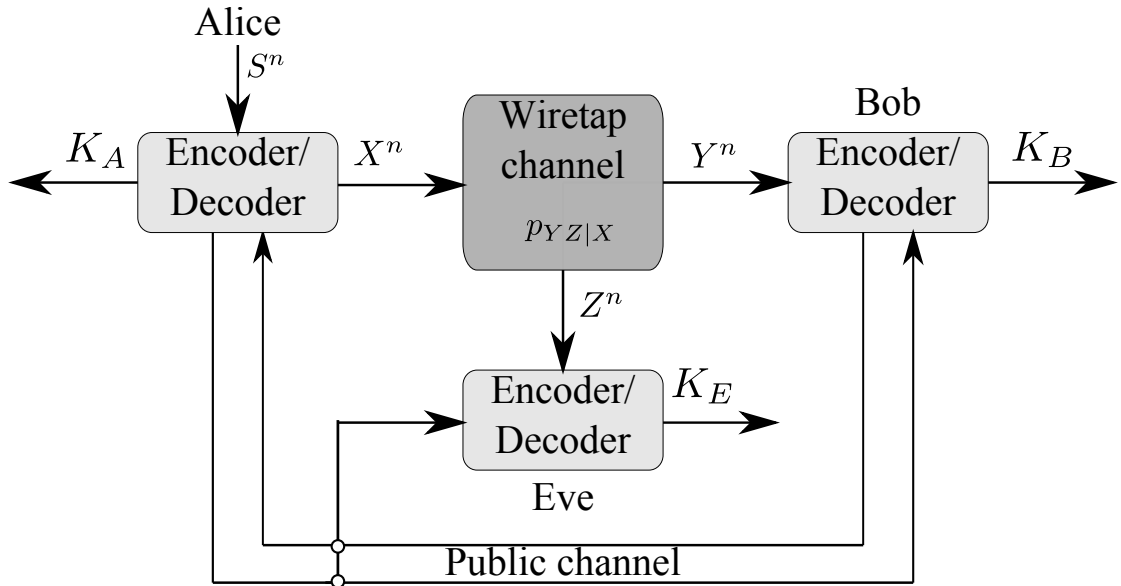 Alice
S^n
Bob
K_A
Encoder/
Decoder
X^n
Wiretap
channel
p_{YZ|X}
Y^n
Encoder/
Decoder
K_B
Z^n
Encoder/
Decoder
K_E
Eve
Public channel